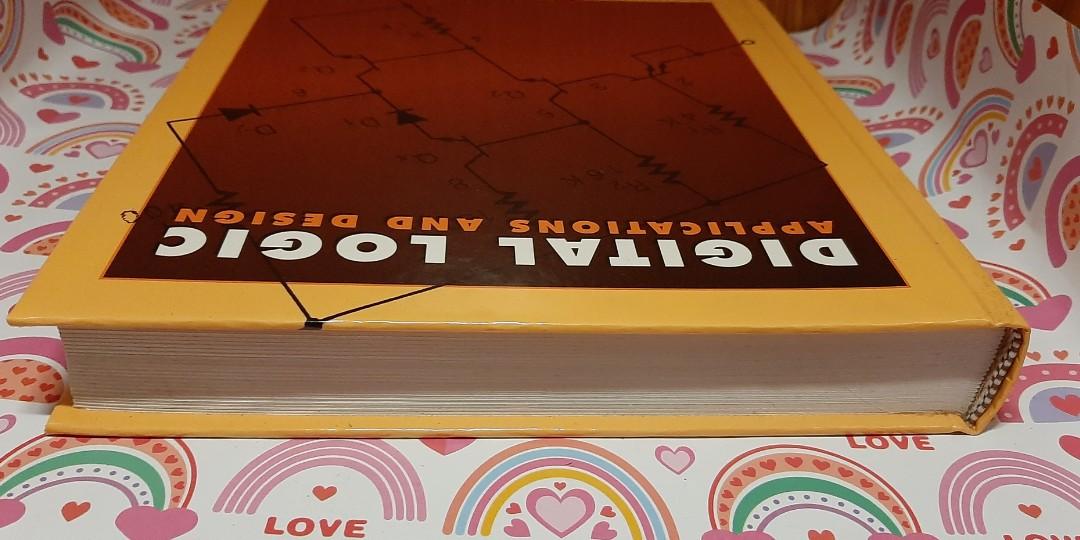 DIGITAL LOGIC
APPLICATIONS AND DESIGN
LOVE
LOVE